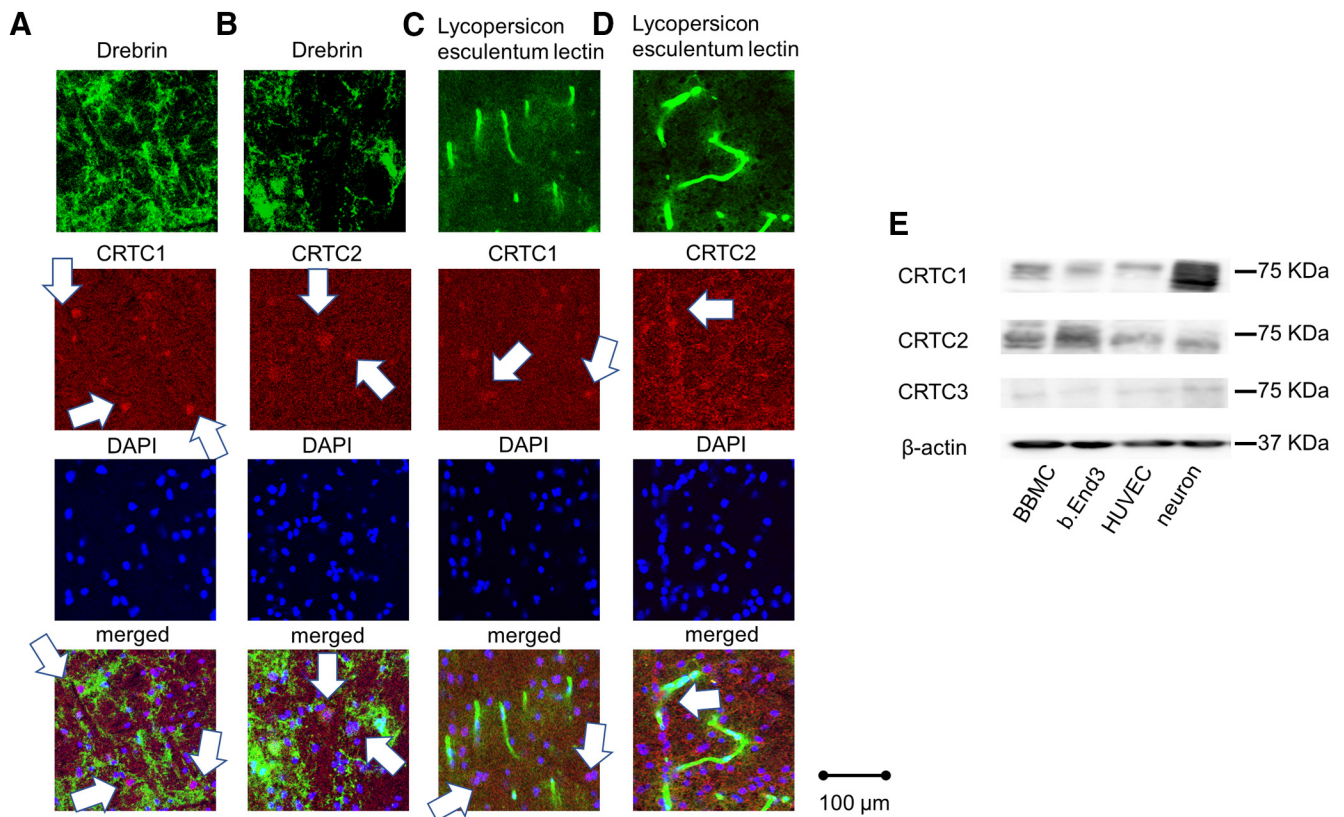 A
B
C
D
Drebrin
Drebrin
Lycopersicon
esculentum lectin
Lycopersicon
esculentum lectin
CRTC1
CRTC2
CRTC1
CRTC2
DAPI
DAPI
DAPI
DAPI
merged
merged
merged
merged
100 μm
E
CRTC1
75 KDa
CRTC2
75 KDa
CRTC3
75 KDa
β-actin
37 KDa
BBMC
b.End3
HUVEC
neuron